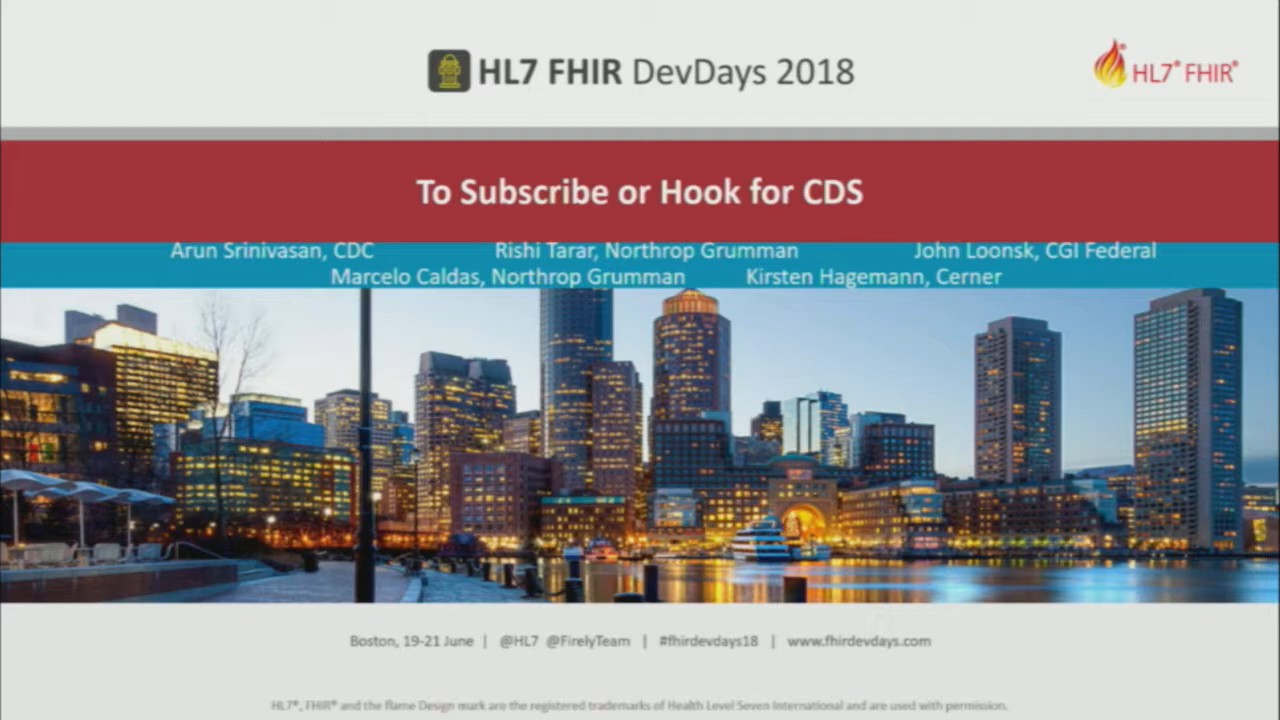 HL7 FHIR DevDays 2018
HL7® FHIR®
To Subscribe or Hook for CDS
Arun Srinivasan, CDC Rishi Tarar, Northrop Grumman John Loonsk, CGI Federal
Marcelo Caldas, Northrop Grumman Kirsten Hagemann, Cerner
Boston, 19-21 June | @HL7 @FirelyTeam | #fhirdevdays18 | www.fhirdevdays.com
HL7®, FHIR® and the flame Design mark are the registered trademarks of Health Level Seven International and are used with permission.